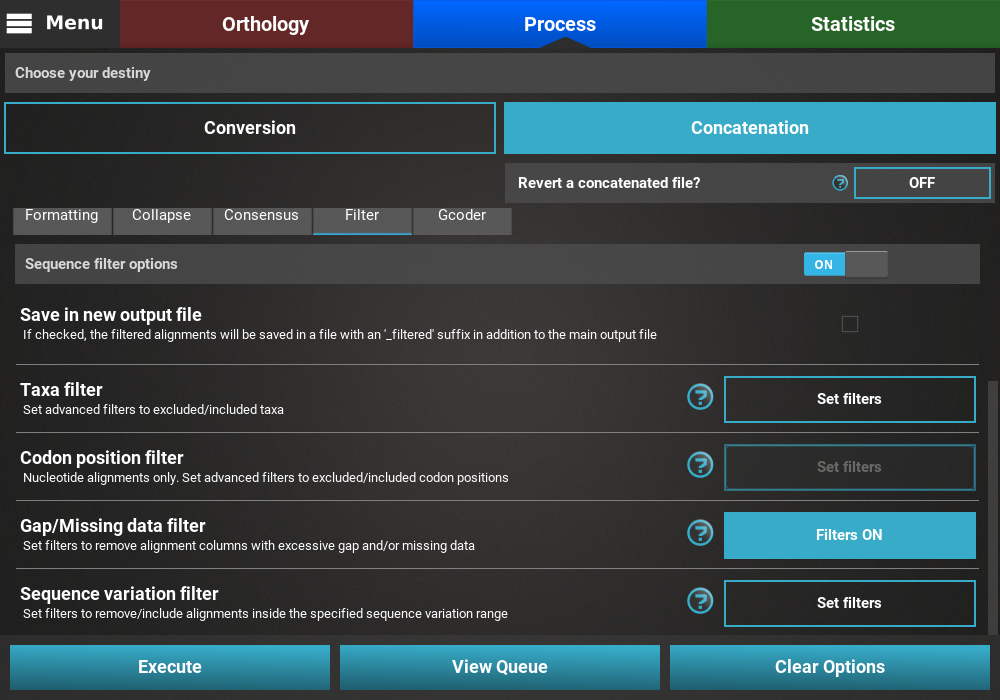 Menu
Orthology
Process
Statistics
Choose your destiny
Conversion
Concatenation
Revert a concatenated file?
?
OFF
Formatting
Collapse
Consensus
Filter
Gcoder
Sequence filter options
ON
Save in new output file
If checked, the filtered alignments will be saved in a file with an '_filtered' suffix in addition to the main output file
Taxa filter
Set advanced filters to excluded/included taxa
?
Set filters
Codon position filter
Nucleotide alignments only. Set advanced filters to excluded/included codon positions
?
Set filters
Gap/Missing data filter
Set filters to remove alignment columns with excessive gap and/or missing data
?
Filters ON
Sequence variation filter
Set filters to remove/include alignments inside the specified sequence variation range
?
Set filters
Execute
View Queue
Clear Options